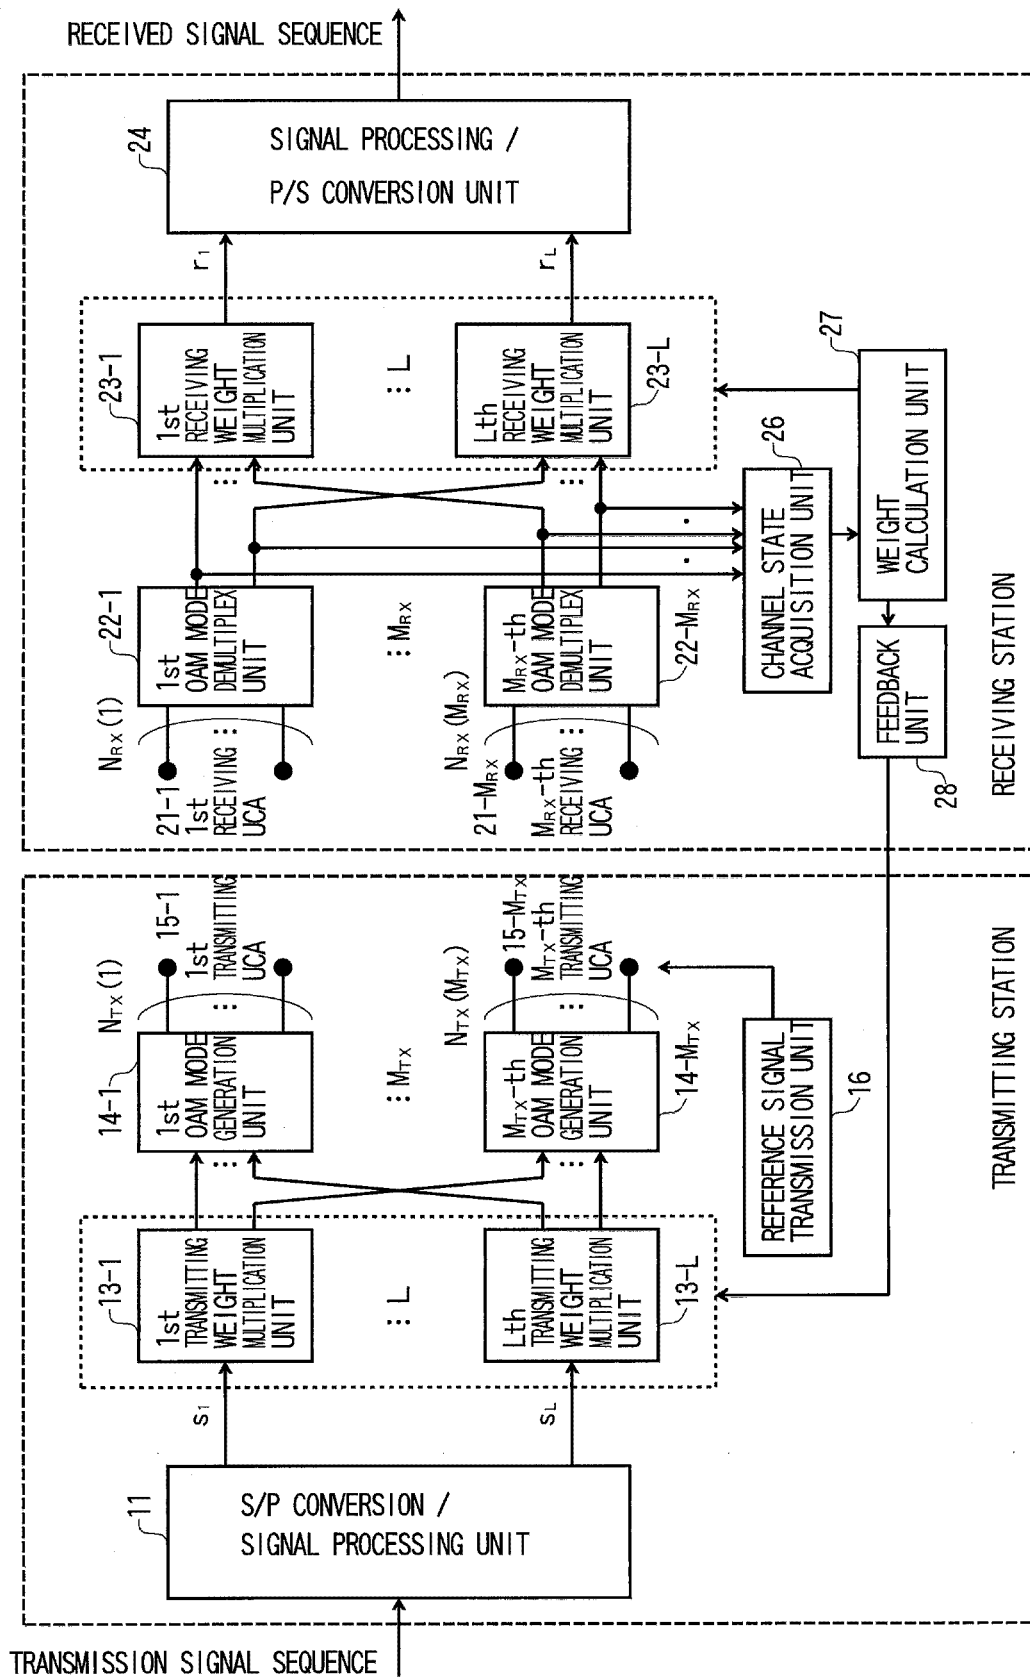 TRANSMISSION SIGNAL SEQUENCE
11
S/P CONVERSION /
SIGNAL PROCESSING UNIT
S1
SL
13-1
1st
TRANSMITTING
WEIGHT
MULTIPLICATION
UNIT
⋮ L
Lth
TRANSMITTING
WEIGHT
MULTIPLICATION
UNIT
13-L
14-1
1st
OAM MODE
GENERATION
UNIT
⋮ MTX
MTX-th
OAM MODE
GENERATION
UNIT
14-MTX
NTX(1)
15-1
1st
TRANSMITTING
UCA
NTX(MTX)
15-MTX
MTX-th
TRANSMITTING
UCA
REFERENCE SIGNAL
TRANSMISSION UNIT
16
TRANSMITTING STATION
NRX(1)
21-1
1st
RECEIVING
UCA
NRX(MRX)
21-MRX
MRX-th
RECEIVING
UCA
22-1
1st
OAM MODE
DEMULTIPLEX
UNIT
⋮ MRX
MRX-th
OAM MODE
DEMULTIPLEX
UNIT
22-MRX
23-1
1st
RECEIVING
WEIGHT
MULTIPLICATION
UNIT
⋮ L
Lth
RECEIVING
WEIGHT
MULTIPLICATION
UNIT
23-L
r1
rL
24
SIGNAL PROCESSING /
P/S CONVERSION UNIT
RECEIVED SIGNAL SEQUENCE
CHANNEL STATE
ACQUISITION UNIT
26
WEIGHT
CALCULATION UNIT
27
FEEDBACK
UNIT
28
RECEIVING STATION